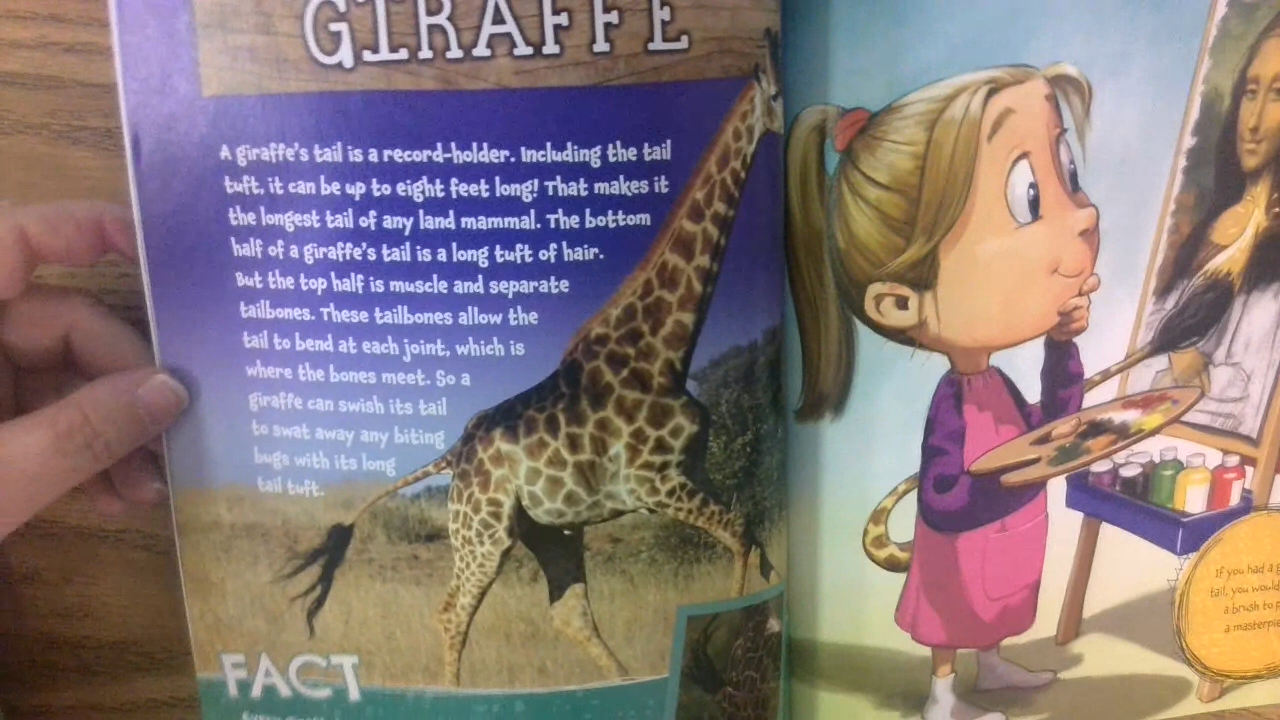 GIRAFFE
A giraffe's tail is a record-holder. Including the tail
tuft, it can be up to eight feet long! That makes it
the longest tail of any land mammal. The bottom
half of a giraffe's tail is a long tuft of hair.
But the top half is muscle and separate
tailbones. These tailbones allow the
tail to bend at each joint, which is
where the bones meet. So a
giraffe can swish its tail
to swat away any biting
bugs with its long
tail tuft.
FACT
If you had a
tail, you would
a brush to
a